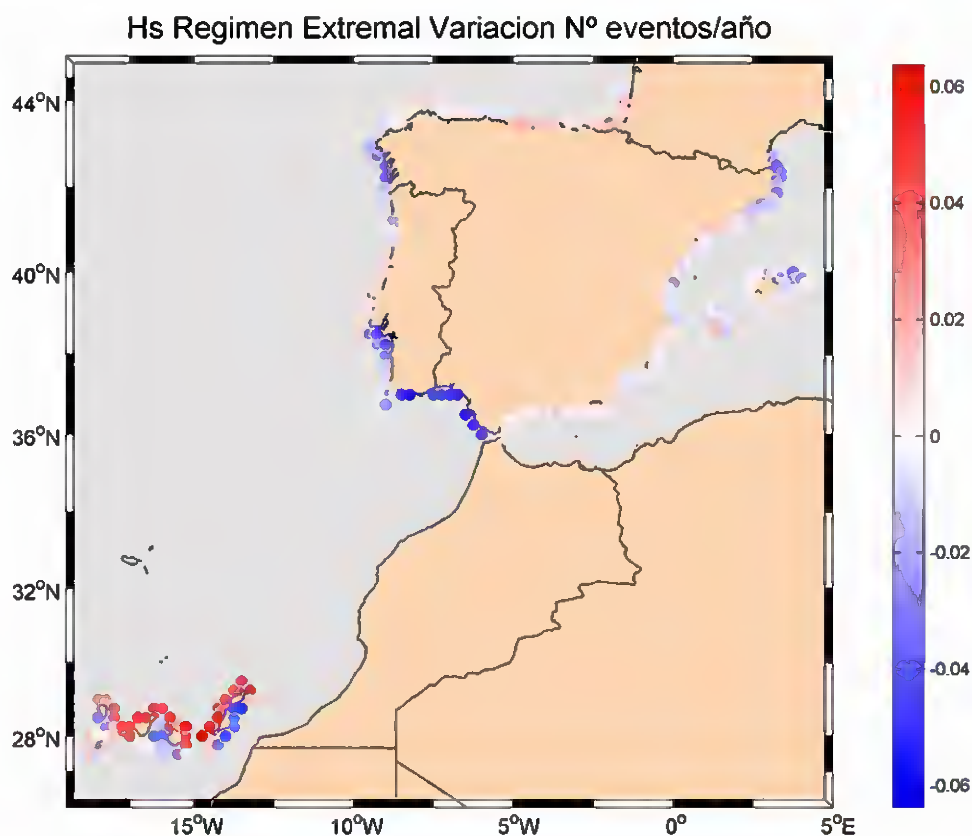 Hs Regimen Extremal Variacion Nº eventos/año
44°N
40°N
36°N
32°N
28°N
15°W
10°W
5°W
0°
5°E
0.06
0.04
0.02
0
-0.02
-0.04
-0.06